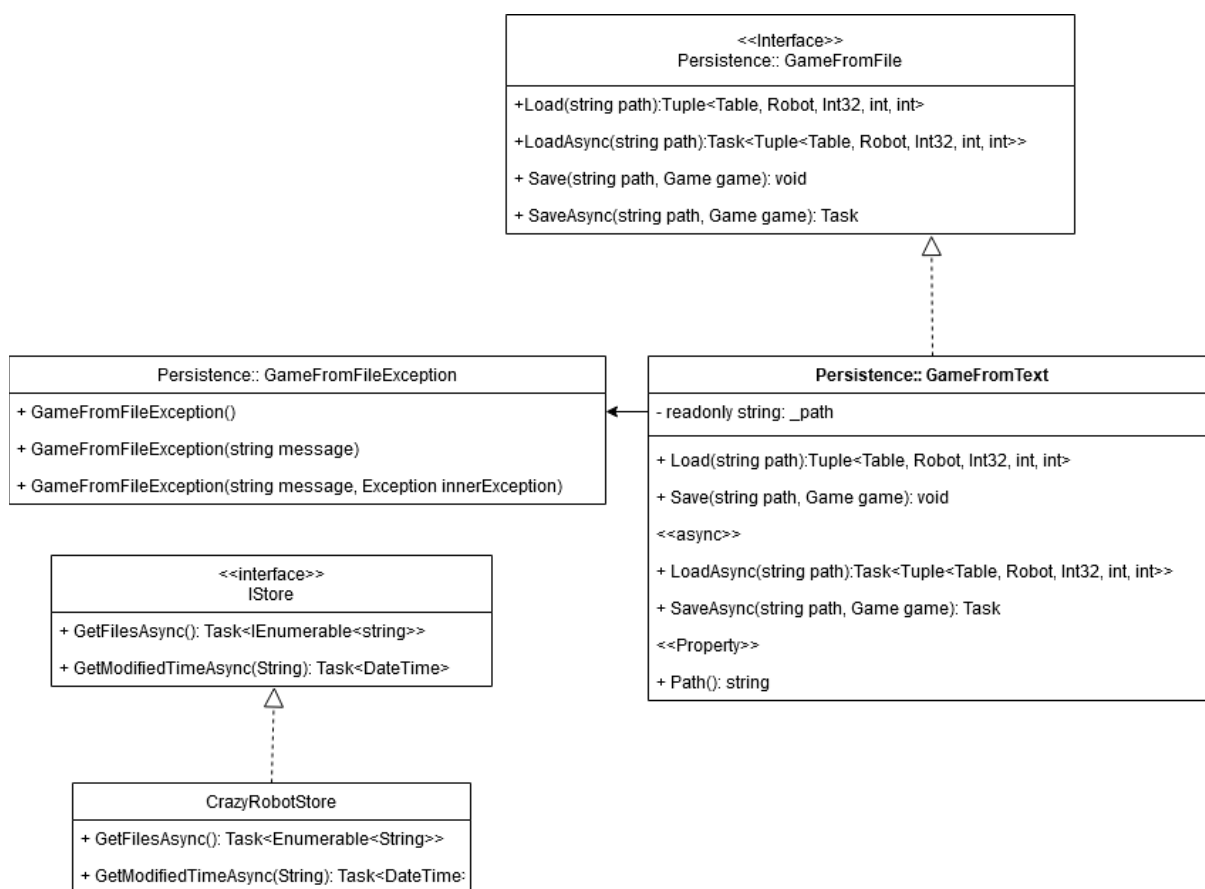 <<Interface>>
Persistence:: GameFromFile
+Load(string path):Tuple<Table, Robot, Int32, int, int>
+LoadAsync(string path):Task<Tuple<Table, Robot, Int32, int, int>>
+ Save(string path, Game game): void
+ SaveAsync(string path, Game game): Task
Persistence:: GameFromFileException
+ GameFromFileException()
+ GameFromFileException(string message)
+ GameFromFileException(string message, Exception innerException)
Persistence:: GameFromText
- readonly string: _path
+ Load(string path):Tuple<Table, Robot, Int32, int, int>
+ Save(string path, Game game): void
<<async>>
+ LoadAsync(string path):Task<Tuple<Table, Robot, Int32, int, int>>
+ SaveAsync(string path, Game game): Task
<<Property>>
+ Path(): string
<<interface>>
IStore
+ GetFilesAsync(): Task<IEnumerable<string>>
+ GetModifiedTimeAsync(String): Task<DateTime>
CrazyRobotStore
+ GetFilesAsync(): Task<Enumerable<String>>
+ GetModifiedTimeAsync(String): Task<DateTime